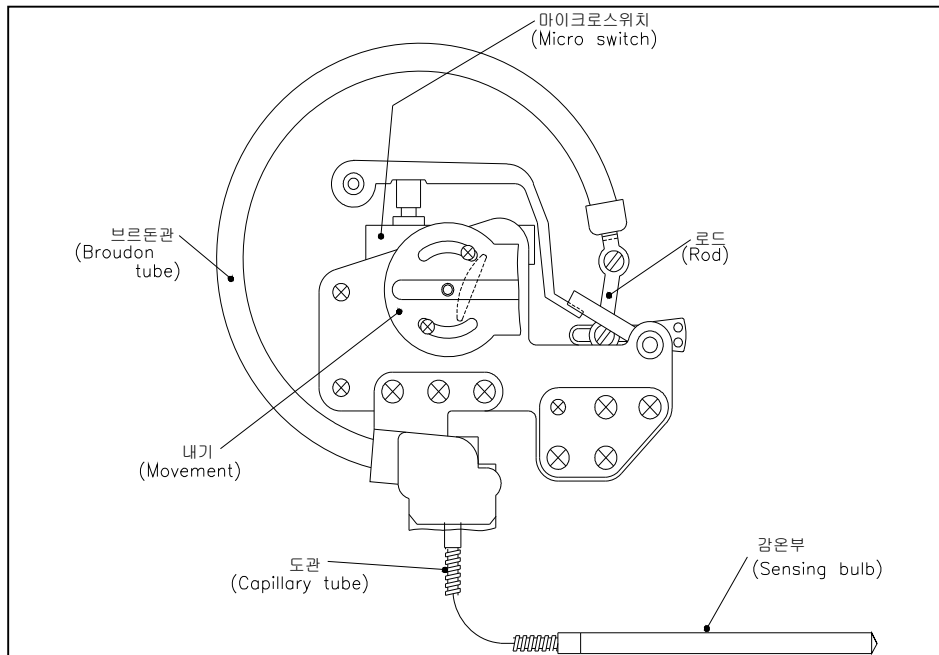 마이크로스위치
(Micro switch)
브르돈관
(Broudon
tube)
로드
(Rod)
내기
(Movement)
도관
(Capillary tube)
감온부
(Sensing bulb)